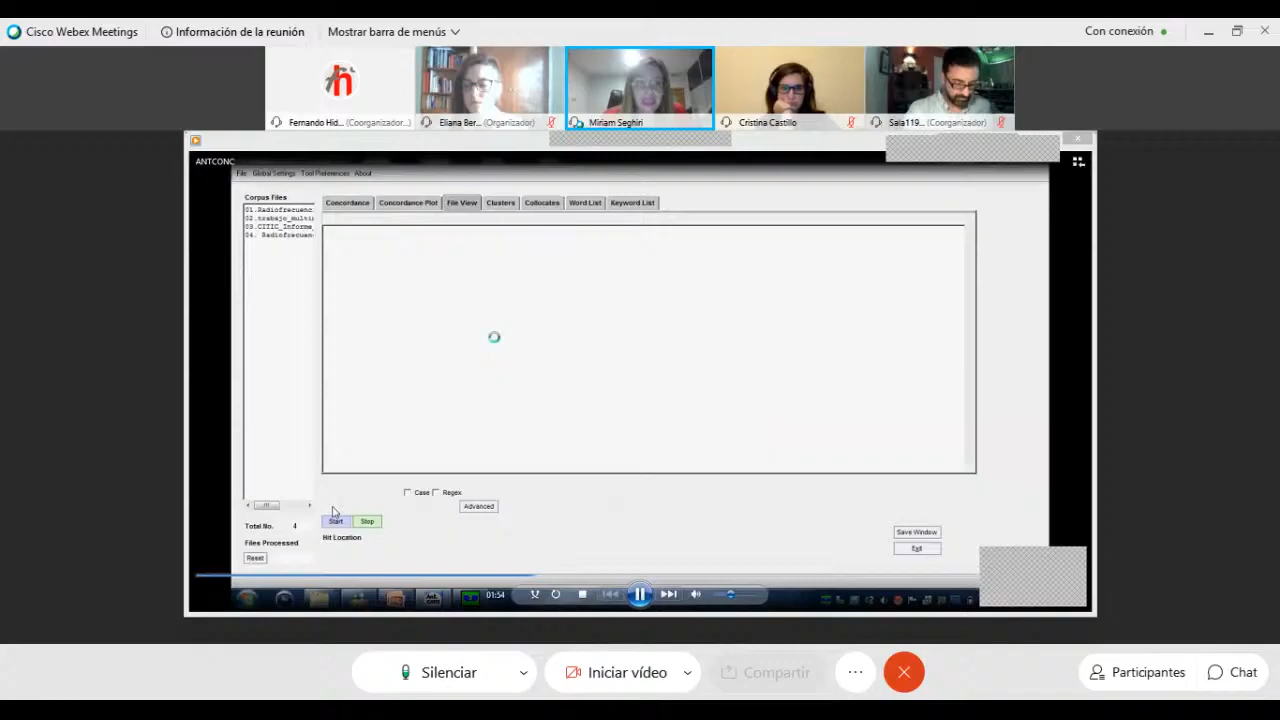 Cisco Webex Meetings
Información de la reunión
Mostrar barra de menús
Con conexión
h
Fernando Hid... (Coorganizador...)
Eliana Ber... (Organizador)
Miriam Seghiri
Cristina Castillo
Sala119... (Coorganizador)
ANTCONC
File Global Settings Tool Preferences About
Corpus Files
Concordance Concordance Plot File View Clusters Collocates Word List Keyword List
01.Radiofrecuenc
02.trabajo_multi
03.CITIC_Informe_
04. Radiofrecuen
Case Regex
Advanced
Start Stop
Total No. 4
Hit Location
Files Processed
Reset
Save Window
Exit
01:54
Silenciar
Iniciar vídeo
Compartir
Participantes
Chat